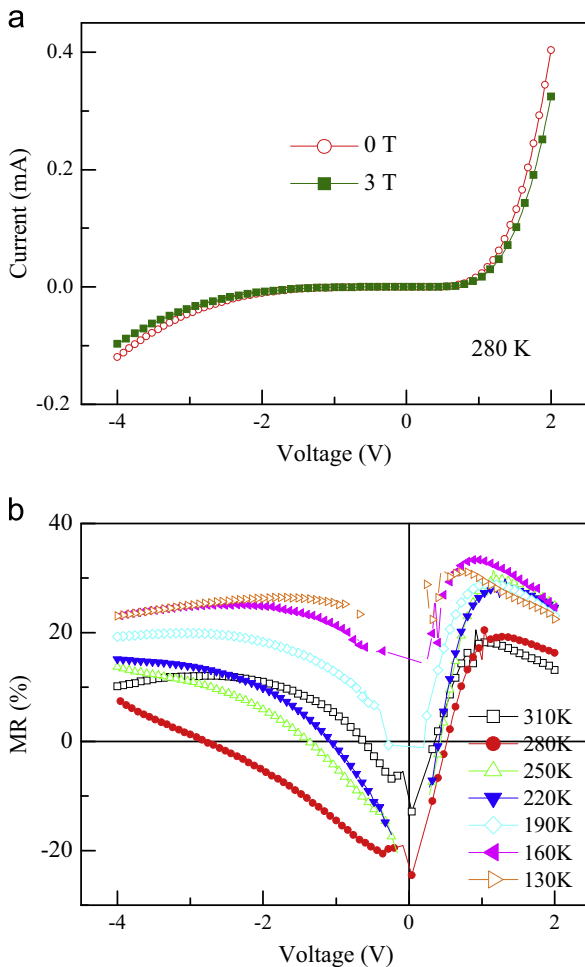 a
0.4
0.2
0.0
-0.2
Current (mA)
0 T
3 T
280 K
-4
-2
0
2
Voltage (V)
b
40
20
0
-20
MR (%)
310K
280K
250K
220K
190K
160K
130K
-4
-2
0
2
Voltage (V)